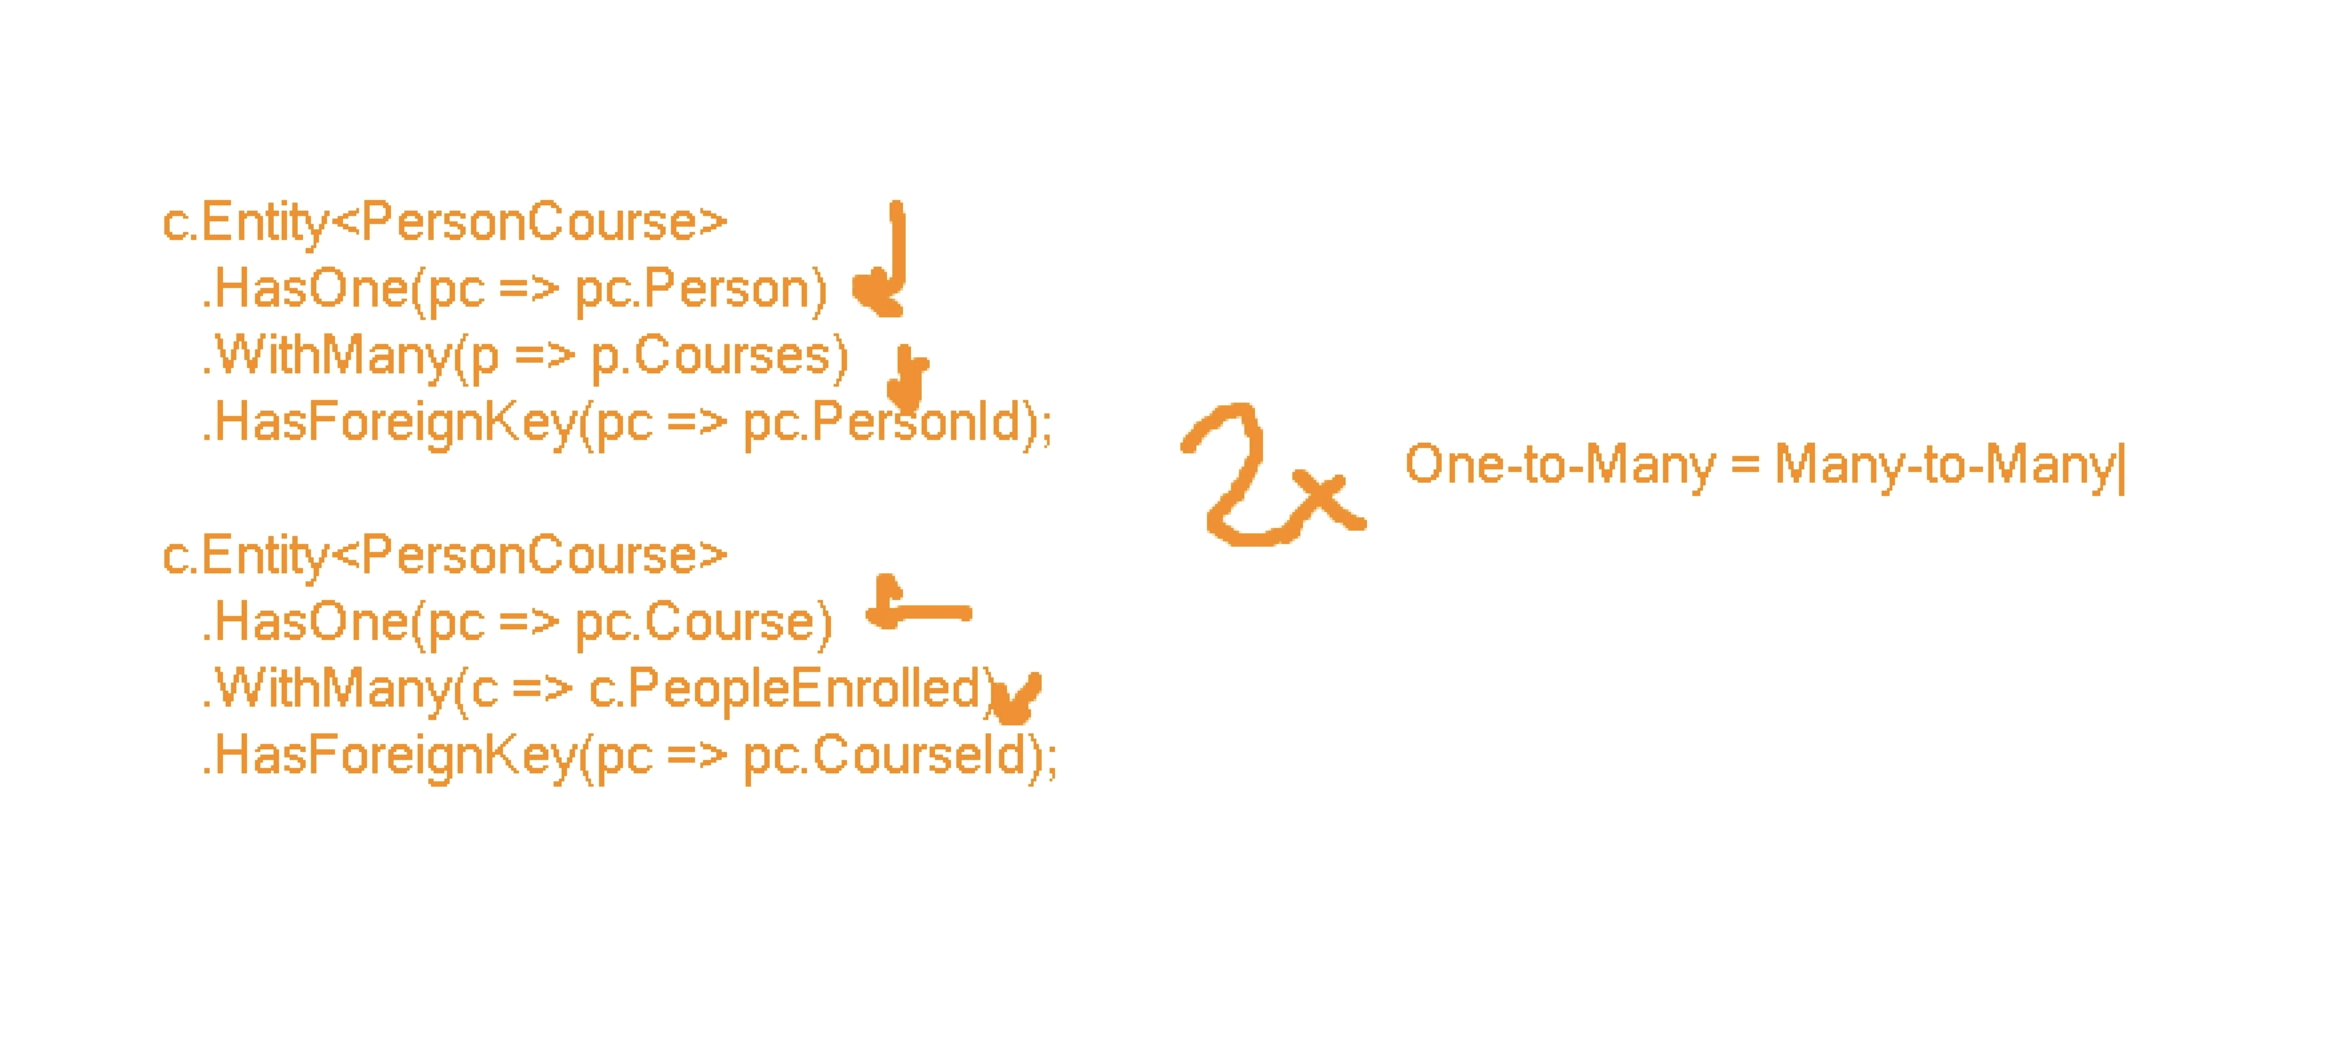 c.Entity<PersonCourse>
.HasOne(pc => pc.Person)
.WithMany(p => p.Courses)
.HasForeignKey(pc => pc.PersonId);
c.Entity<PersonCourse>
.HasOne(pc => pc.Course)
.WithMany(c => c.PeopleEnrolled)
.HasForeignKey(pc => pc.CourseId);
2x One-to-Many = Many-to-Many